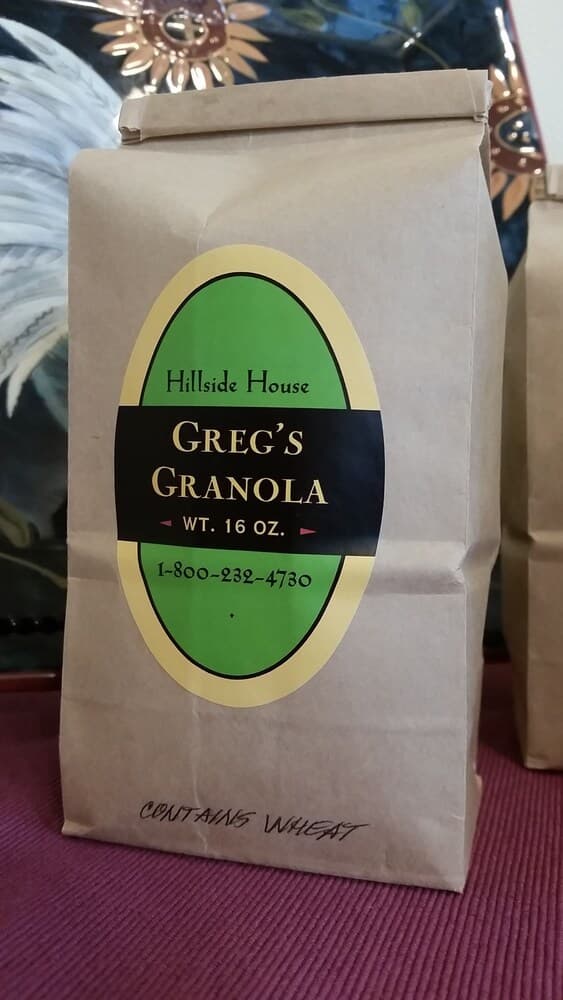 Hillside House
GREG'S
GRANOLA
WT. 16 OZ.
1-800-232-4730
CONTAINS WHEAT